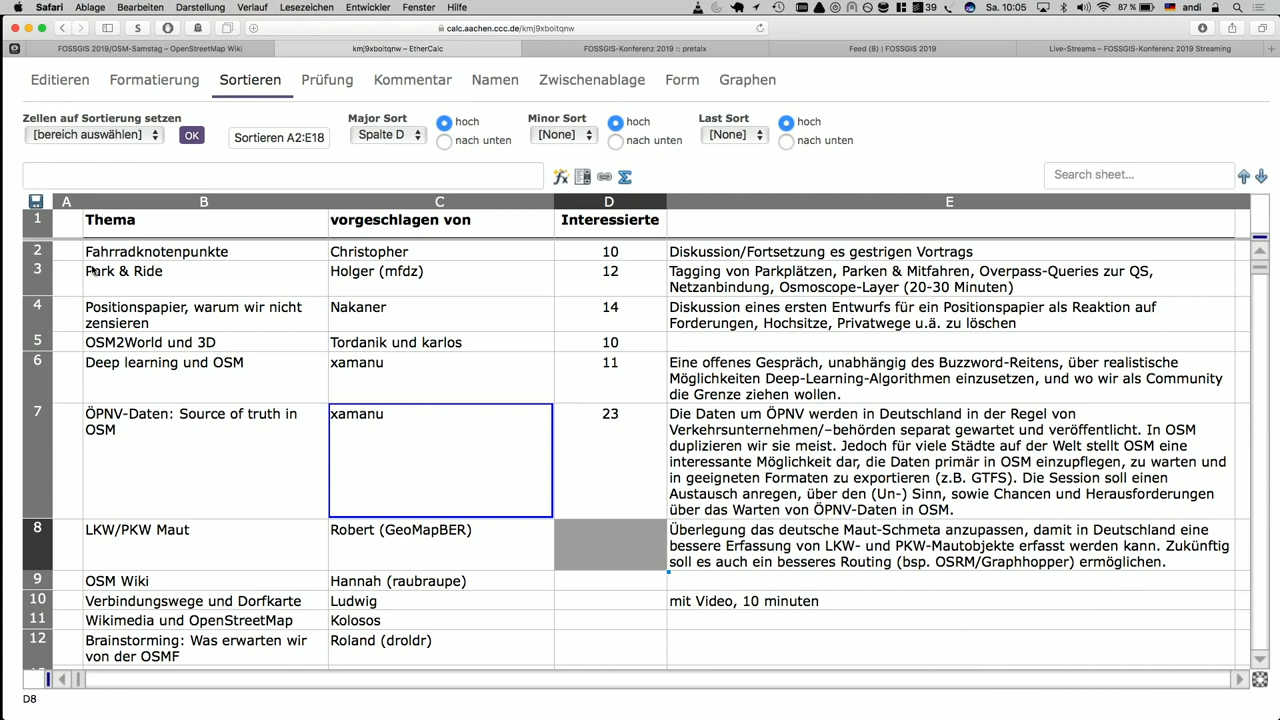 Safari Ablage Bearbeiten Darstellung Verlauf Lesezeichen Entwickler Fenster Hilfe 39 Sa. 10:05 87 % andi
calc.aachen.ccc.de/kmj9xboitqnw
FOSSGIS 2019/OSM-Samstag – OpenStreetMap Wiki kmj9xboitqnw – EtherCalc FOSSGIS-Konferenz 2019 :: pretalx Feed (8) | FOSSGIS 2019 Live-Streams – FOSSGIS-Konferenz 2019 Streaming
Editieren Formatierung Sortieren Prüfung Kommentar Namen Zwischenablage Form Graphen
Zellen auf Sortierung setzen Major Sort hoch Minor Sort hoch Last Sort hoch
[bereich auswählen] OK Sortieren A2:E18 Spalte D nach unten [None] nach unten [None] nach unten
Search sheet...
A B C D E
1 Thema vorgeschlagen von Interessierte
2 Fahrradknotenpunkte Christopher 10 Diskussion/Fortsetzung es gestrigen Vortrags
3 Park & Ride Holger (mfdz) 12 Tagging von Parkplätzen, Parken & Mitfahren, Overpass-Queries zur QS,
Netzanbindung, Osmoscope-Layer (20-30 Minuten)
4 Positionspapier, warum wir nicht Nakaner 14 Diskussion eines ersten Entwurfs für ein Positionspapier als Reaktion auf
zensieren Forderungen, Hochsitze, Privatwege u.ä. zu löschen
5 OSM2World und 3D Tordanik und karlos 10
6 Deep learning und OSM xamanu 11 Eine offenes Gespräch, unabhängig des Buzzword-Reitens, über realistische
Möglichkeiten Deep-Learning-Algorithmen einzusetzen, und wo wir als Community
die Grenze ziehen wollen.
7 ÖPNV-Daten: Source of truth in xamanu 23 Die Daten um ÖPNV werden in Deutschland in der Regel von
OSM Verkehrsunternehmen/–behörden separat gewartet und veröffentlicht. In OSM
duplizieren wir sie meist. Jedoch für viele Städte auf der Welt stellt OSM eine
interessante Möglichkeit dar, die Daten primär in OSM einzupflegen, zu warten und
in geeigneten Formaten zu exportieren (z.B. GTFS). Die Session soll einen
Austausch anregen, über den (Un-) Sinn, sowie Chancen und Herausforderungen
über das Warten von ÖPNV-Daten in OSM.
8 LKW/PKW Maut Robert (GeoMapBER) Überlegung das deutsche Maut-Schmeta anzupassen, damit in Deutschland eine
bessere Erfassung von LKW- und PKW-Mautobjekte erfasst werden kann. Zukünftig
soll es auch ein besseres Routing (bsp. OSRM/Graphhopper) ermöglichen.
9 OSM Wiki Hannah (raubraupe)
10 Verbindungswege und Dorfkarte Ludwig mit Video, 10 minuten
11 Wikimedia und OpenStreetMap Kolosos
12 Brainstorming: Was erwarten wir Roland (droldr)
von der OSMF
D8